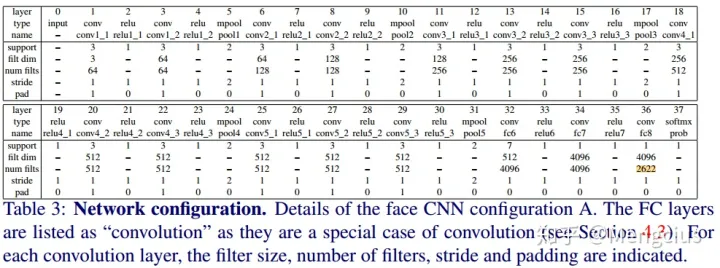 layer 0 1 2 3 4 5 6 7 8 9 10 11 12 13 14 15 16 17 18
type input conv relu conv relu mpool conv relu conv relu mpool conv relu conv relu conv relu mpool conv
name – conv1_1 relu1_1 conv1_2 relu1_2 pool1 conv2_1 relu2_1 conv2_2 relu2_2 pool2 conv3_1 relu3_1 conv3_2 relu3_2 conv3_3 relu3_3 pool3 conv4_1
support – 3 1 3 1 2 3 1 3 1 2 3 1 3 1 3 1 2 3
filt dim – 3 – 64 – – 64 – 128 – – 128 – 256 – 256 – – 256
num filts – 64 – 64 – – 128 – 128 – – 256 – 256 – 256 – – 512
stride – 1 1 1 1 2 1 1 1 1 2 1 1 1 1 1 1 2 1
pad – 1 0 1 0 0 1 0 1 0 0 1 0 1 0 1 0 0 1
layer 19 20 21 22 23 24 25 26 27 28 29 30 31 32 33 34 35 36 37
type relu conv relu conv relu mpool conv relu conv relu conv relu mpool conv relu conv relu conv softmx
name relu4_1 conv4_2 relu4_2 conv4_3 relu4_3 pool4 conv5_1 relu5_1 conv5_2 relu5_2 conv5_3 relu5_3 pool5 fc6 relu6 fc7 relu7 fc8 prob
support 1 3 1 3 1 2 3 1 3 1 3 1 2 7 1 1 1 1 1
filt dim – 512 – 512 – – 512 – 512 – 512 – – 512 – 4096 – 4096 –
num filts – 512 – 512 – – 512 – 512 – 512 – – 4096 – 4096 – 2622 –
stride 1 1 1 1 1 2 1 1 1 1 1 1 2 1 1 1 1 1 1
pad 0 1 0 1 0 0 1 0 1 0 1 0 0 0 0 0 0 0 0
Table 3: Network configuration. Details of the face CNN configuration A. The FC layers
are listed as “convolution” as they are a special case of convolution (see Section 4.3). For
each convolution layer, the filter size, number of filters, stride and padding are indicated.